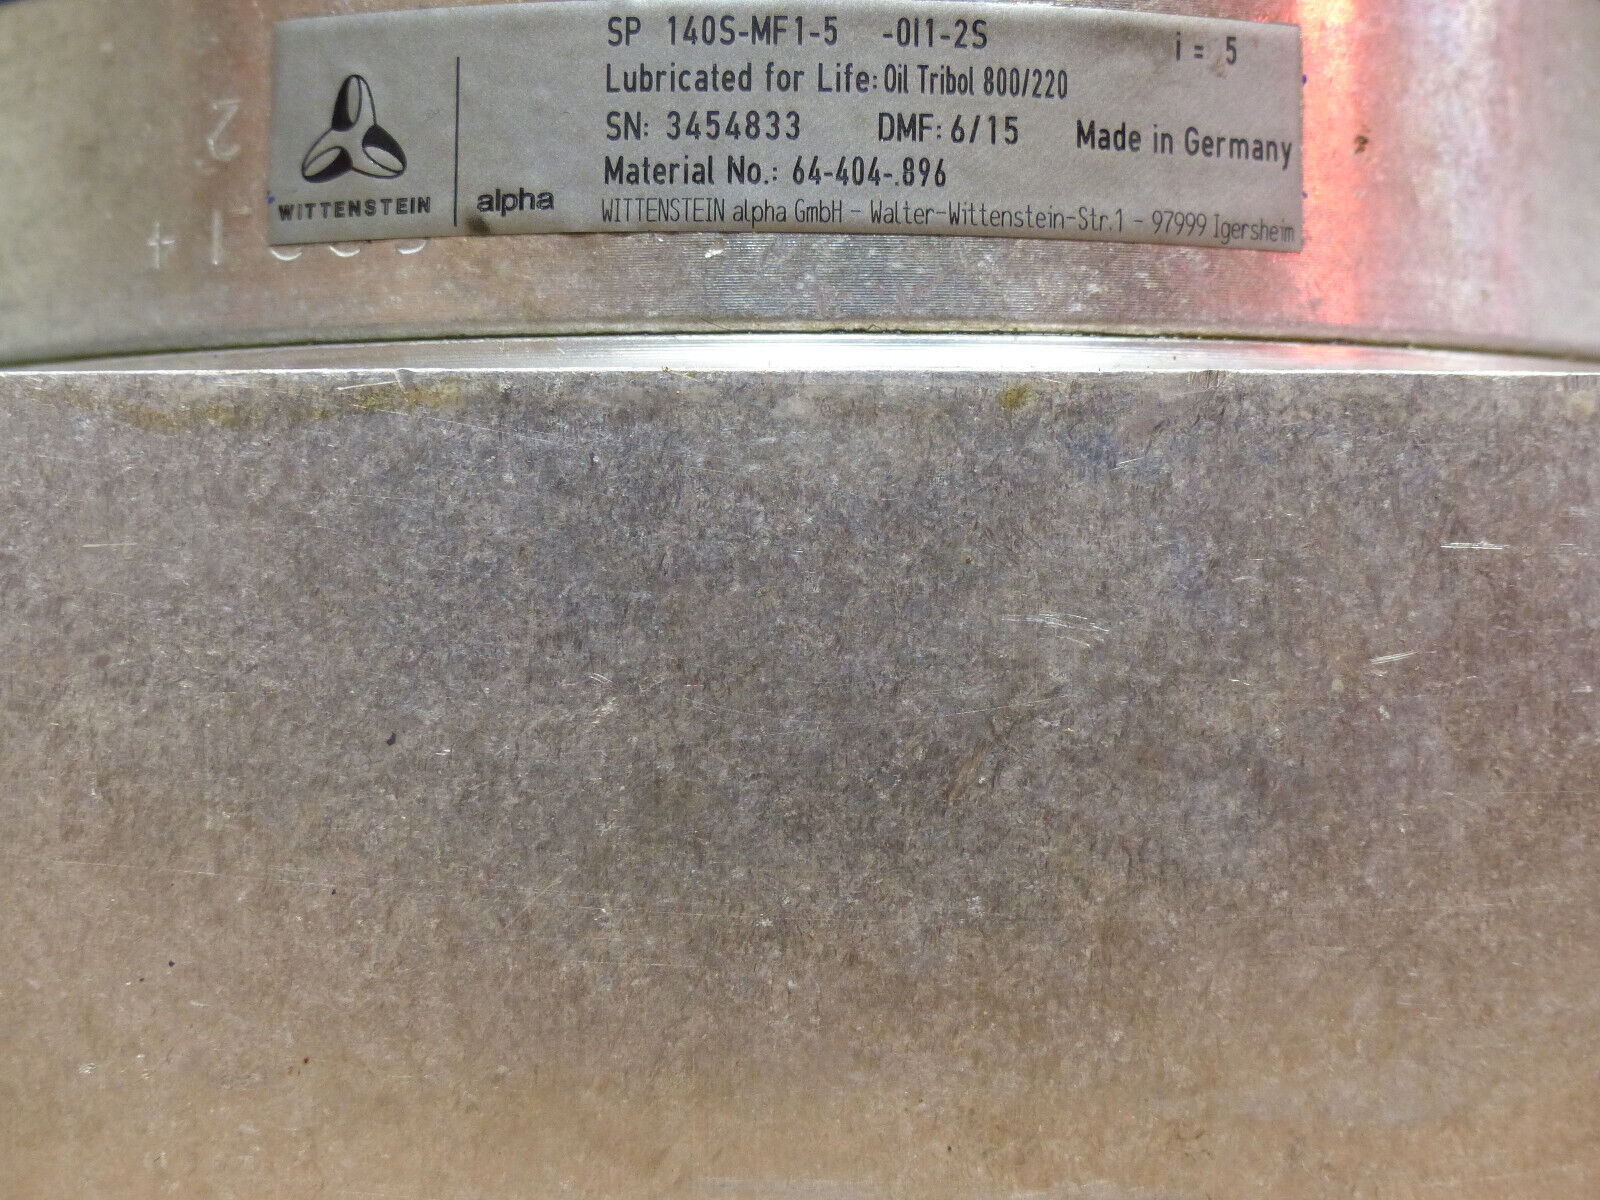 SP 140S-MF1-5 -0I1-2S i = 5
Lubricated for Life: Oil Tribol 800/220
SN: 3454833 DMF: 6/15 Made in Germany
Material No.: 64-404-.896
WITTENSTEIN alpha
WITTENSTEIN alpha GmbH - Walter-Wittenstein-Str.1 - 97999 Igersheim
2